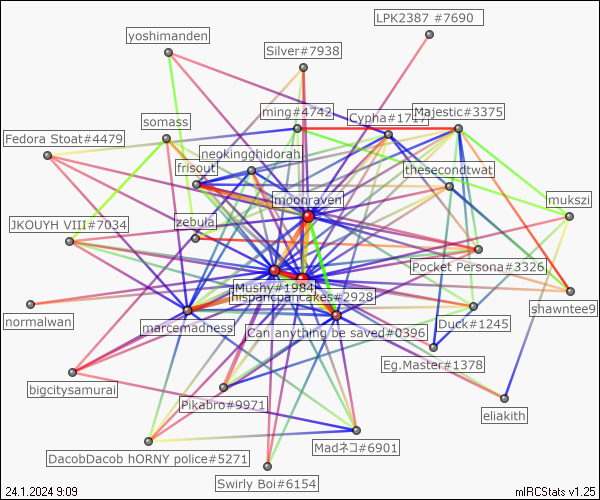 LPK2387 #7690
yoshimanden
Silver#7938
ming#4742
Majestic#3375
somass
Fedora Stoat#4479
neokingghidorah
frisout
thesecondtwat
moonraven
mukszi
zebula
JKOUYH VIII#7034
Pocket Persona#3326
Mushy#1984
hispanicpancakes#2928
shawntee9
normalwan
marcemadness
Can anything be saved#0396
Duck#1245
Eg.Master#1378
bigcitysamurai
Pikabro#9971
eliakith
Madネコ#6901
DacobDacob hORNY police#5271
Swirly Boi#6154
24.1.2024 9:09
mIRCStats v1.25